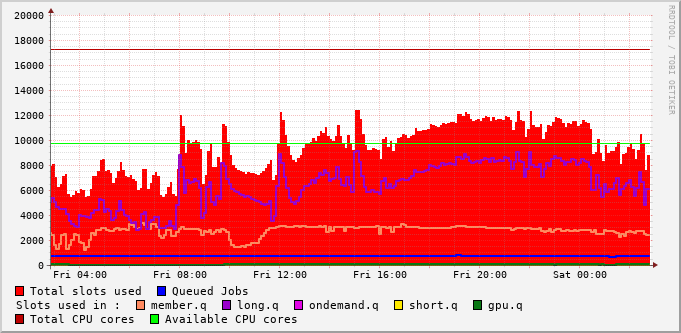 20000
18000
16000
14000
12000
10000
8000
6000
4000
2000
0
Fri 04:00 Fri 08:00 Fri 12:00 Fri 16:00 Fri 20:00 Sat 00:00
Total slots used Queued Jobs
Slots used in : member.q long.q ondemand.q short.q gpu.q
Total CPU cores Available CPU cores
RRDTOOL / TOBI OETIKER